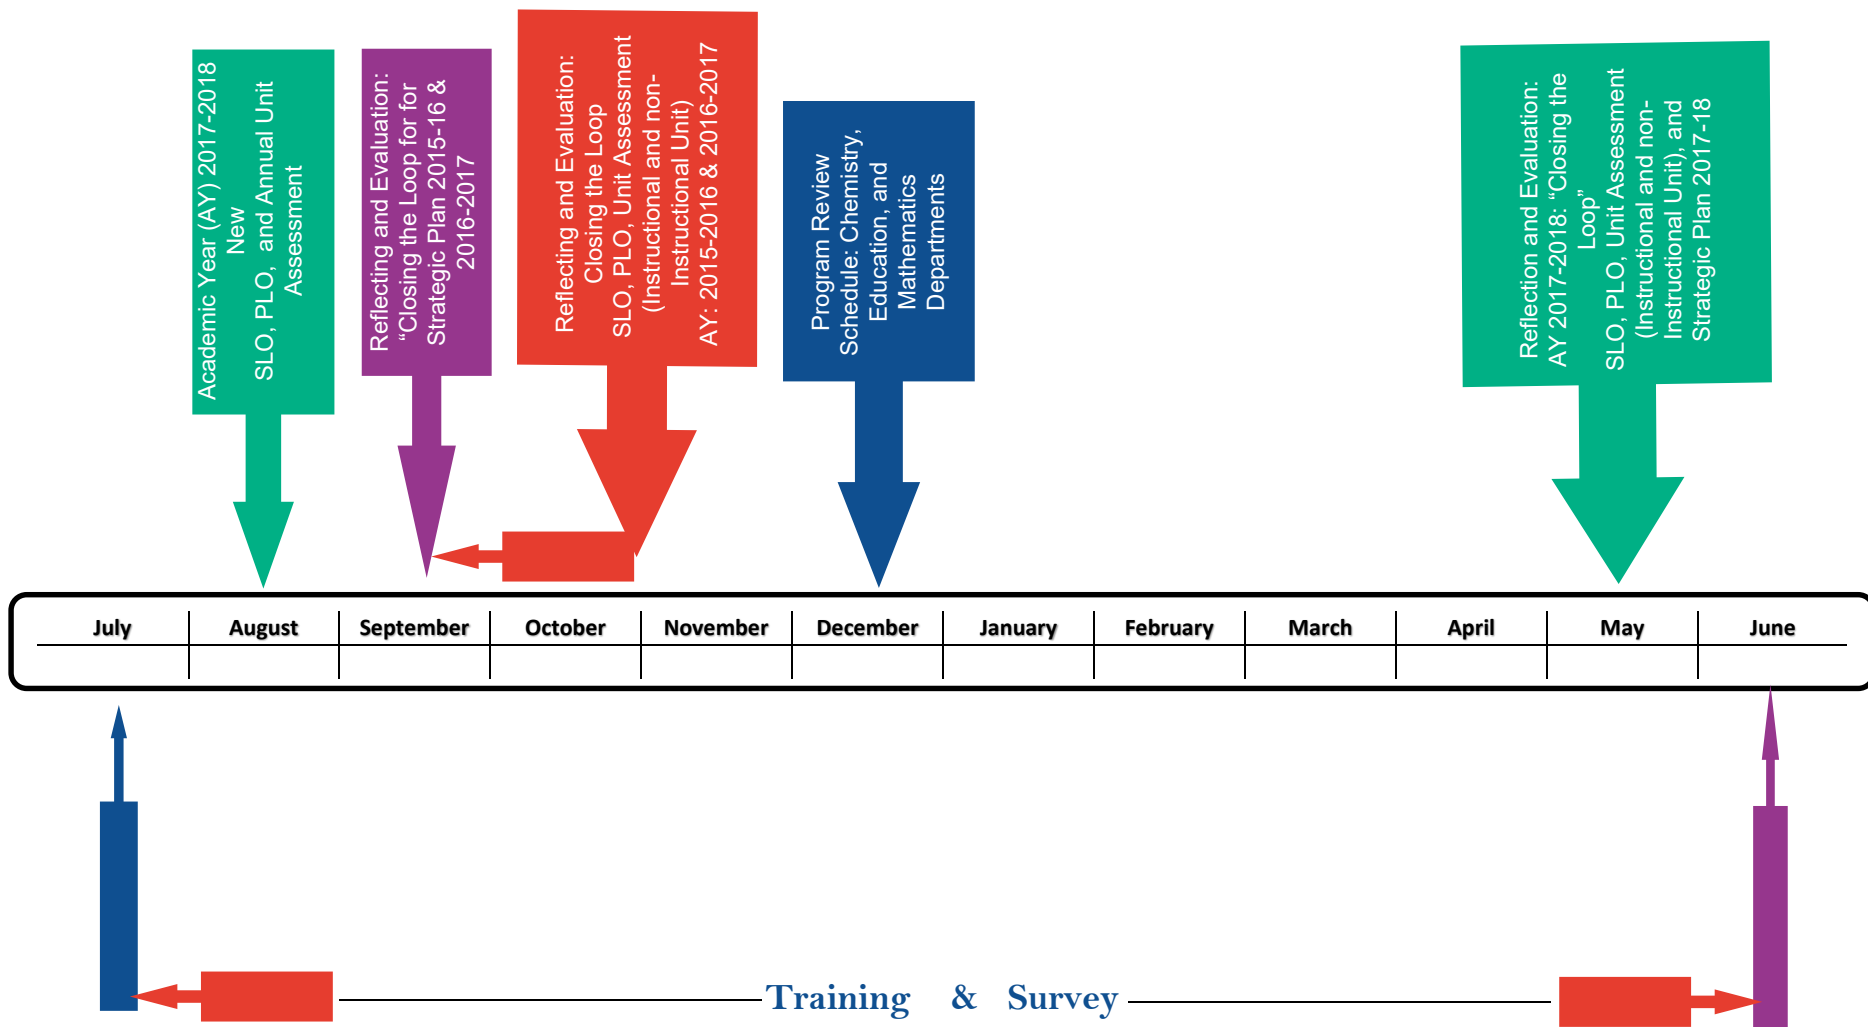 Academic Year (AY) 2017-2018
New
SLO, PLO, and Annual Unit
Assessment
Reflecting and Evaluation:
“Closing the Loop for for
Strategic Plan 2015-16 &
2016-2017
Reflecting and Evaluation:
Closing the Loop
SLO, PLO, Unit Assessment
(Instructional and non-
Instructional Unit)
AY: 2015-2016 & 2016-2017
Program Review
Schedule: Chemistry,
Education, and
Mathematics
Departments
Reflection and Evaluation:
AY 2017-2018: “Closing the
Loop”
SLO, PLO, Unit Assessment
(Instructional and non-
Instructional Unit), and
Strategic Plan 2017-18
July August September October November December January February March April May June
Training & Survey